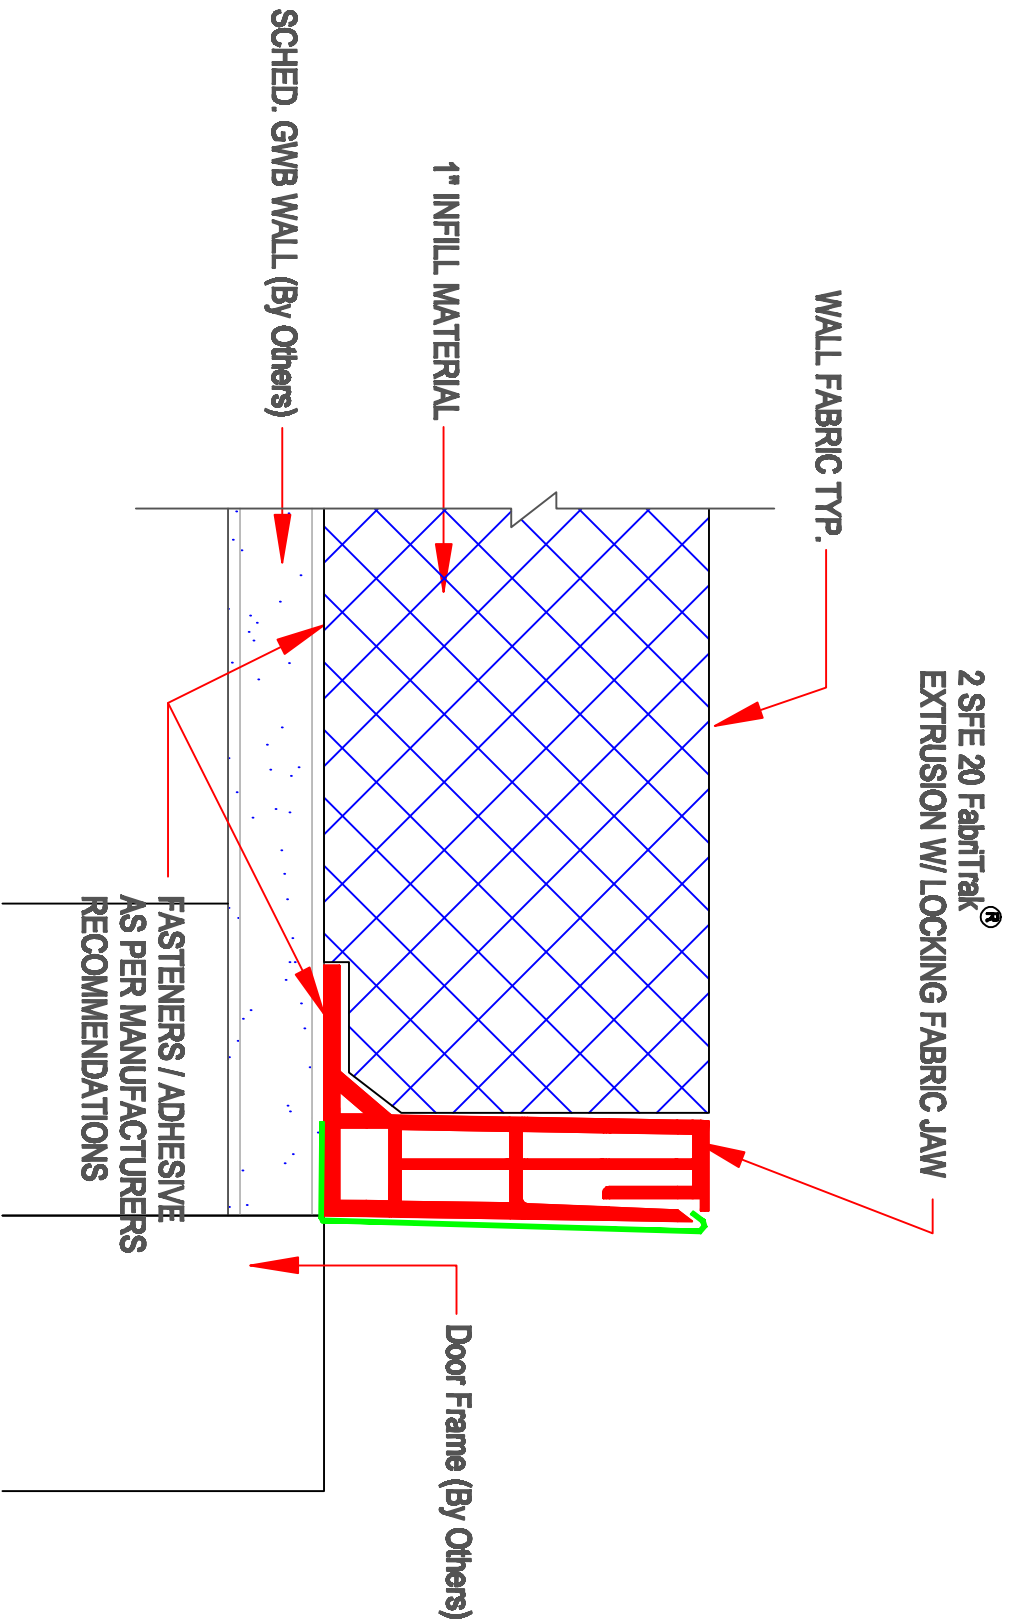 2 SFE 20 FabriTrak®
EXTRUSION W/ LOCKING FABRIC JAW
WALL FABRIC TYP.
1" INFILL MATERIAL
SCHED. GWB WALL (By Others)
Door Frame (By Others)
FASTENERS / ADHESIVE
AS PER MANUFACTURERS
RECOMMENDATIONS